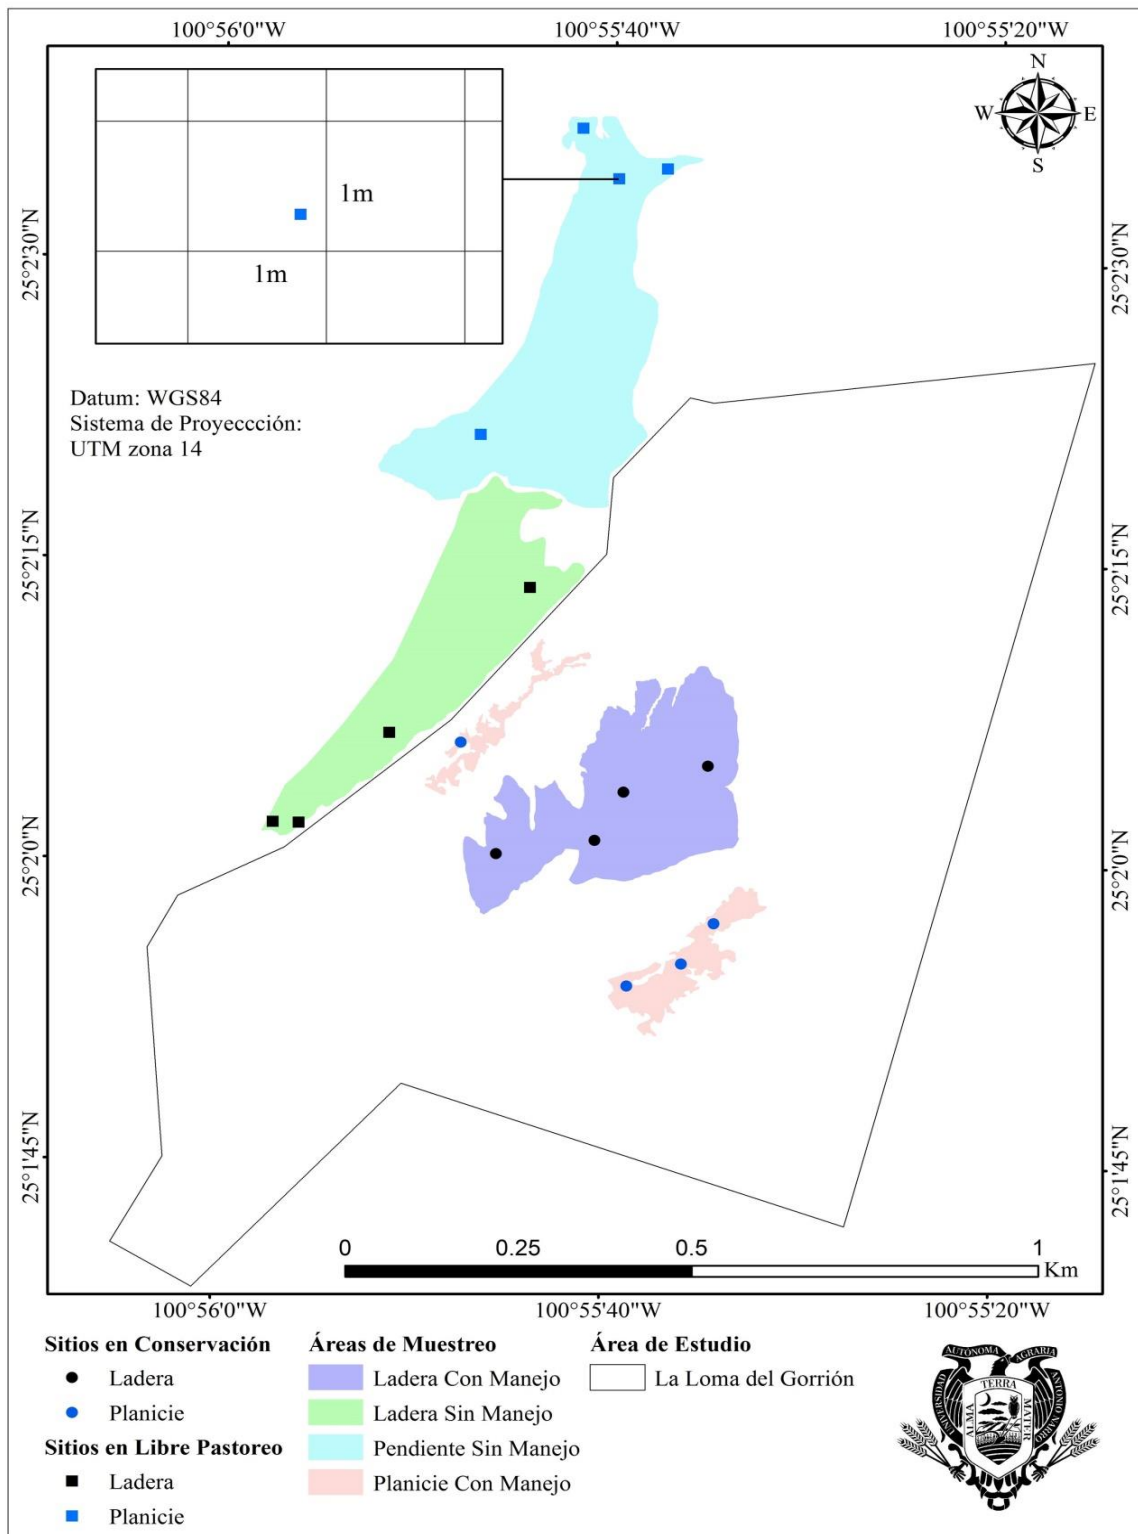 100°56'0"W 100°55'40"W 100°55'20"W
N
W E
S
1m
1m
25°2'30"N 25°2'30"N
Datum: WGS84
Sistema de Proyeccción:
UTM zona 14
25°2'15"N 25°2'15"N
25°2'0"N 25°2'0"N
25°1'45"N 25°1'45"N
0 0.25 0.5 1
Km
100°56'0"W 100°55'40"W 100°55'20"W
Sitios en Conservación
Ladera
Planicie
Sitios en Libre Pastoreo
Ladera
Planicie
Áreas de Muestreo
Ladera Con Manejo
Ladera Sin Manejo
Pendiente Sin Manejo
Planicie Con Manejo
Área de Estudio
La Loma del Gorrión
UNIVERSIDAD AUTÓNOMA AGRARIA ANTONIO NARRO
ALMA TERRA MATER